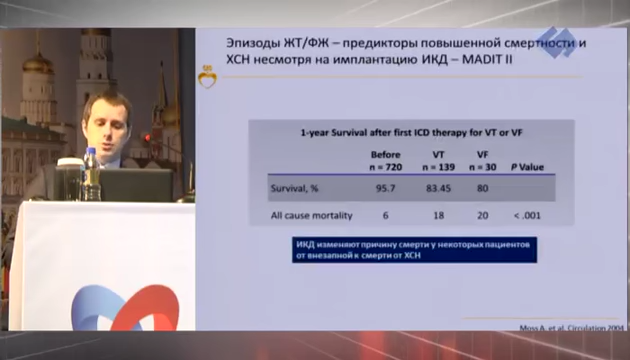 Эпизоды ЖТ/ФЖ – предикторы повышенной смертности и
ХСН несмотря на имплантацию ИКД – MADIT II
1-year Survival after first ICD therapy for VT or VF
Before VT VF
n = 720 n = 139 n = 30 P Value
Survival, % 95.7 83.45 80
All cause mortality 6 18 20 < .001
ИКД изменяют причину смерти у некоторых пациентов
от внезапной к смерти от ХСН
Moss A. et al. Circulation 2004